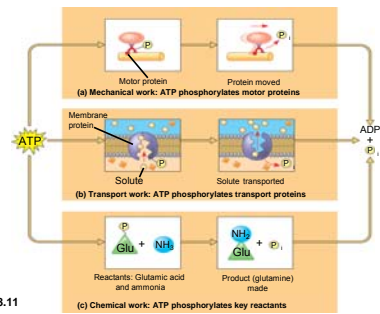 P
P i
Motor protein
Protein moved
(a) Mechanical work: ATP phosphorylates motor proteins
Membrane
protein
ATP
ADP
+
P i
P
P i
Solute
Solute transported
(b) Transport work: ATP phosphorylates transport proteins
P
Glu + NH3
NH2
Glu + P i
Reactants: Glutamic acid
and ammonia
Product (glutamine)
made
(c) Chemical work: ATP phosphorylates key reactants
8.11